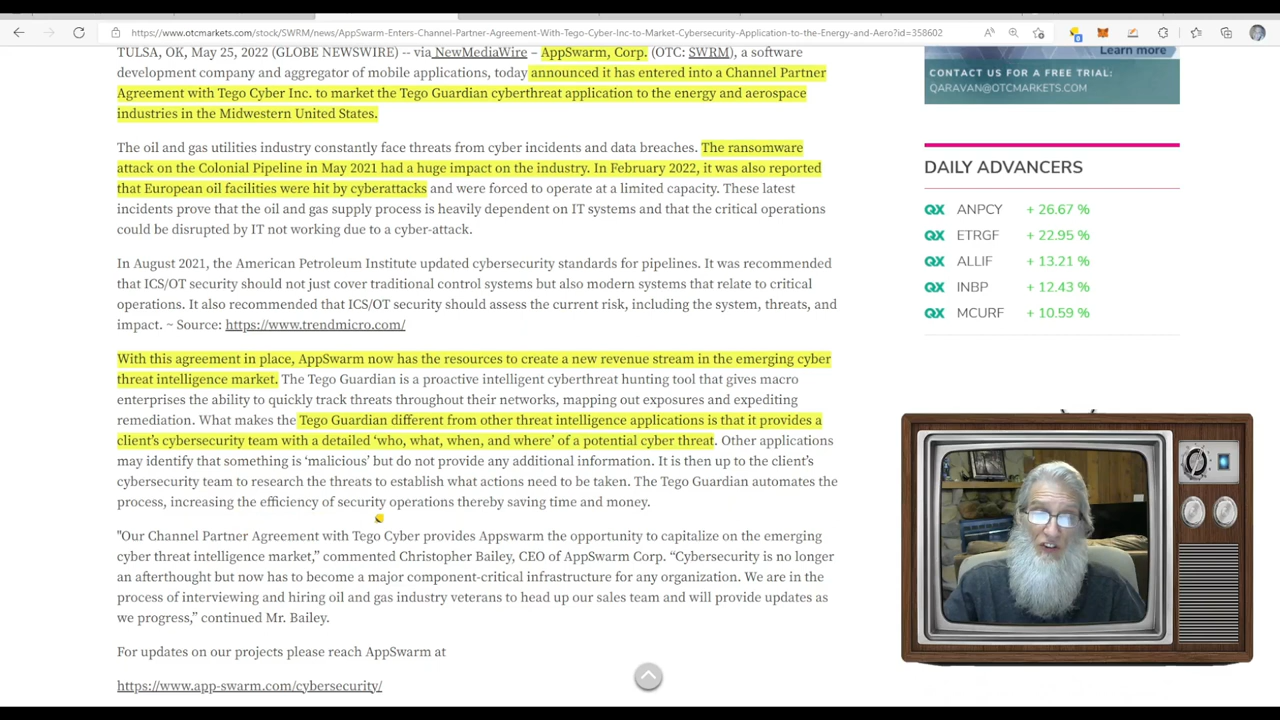 https://www.otcmarkets.com/stock/SWRM/news/AppSwarm-Enters-Channel-Partner-Agreement-With-Tego-Cyber-Inc-to-Market-Cybersecurity-Application-to-the-Energy-and-Aero?id=358602
TULSA, OK, May 25, 2022 (GLOBE NEWSWIRE) -- via NewMediaWire – AppSwarm, Corp. (OTC: SWRM), a software
development company and aggregator of mobile applications, today announced it has entered into a Channel Partner
Agreement with Tego Cyber Inc. to market the Tego Guardian cyberthreat application to the energy and aerospace
industries in the Midwestern United States.
The oil and gas utilities industry constantly face threats from cyber incidents and data breaches. The ransomware
attack on the Colonial Pipeline in May 2021 had a huge impact on the industry. In February 2022, it was also reported
that European oil facilities were hit by cyberattacks and were forced to operate at a limited capacity. These latest
incidents prove that the oil and gas supply process is heavily dependent on IT systems and that the critical operations
could be disrupted by IT not working due to a cyber-attack.
In August 2021, the American Petroleum Institute updated cybersecurity standards for pipelines. It was recommended
that ICS/OT security should not just cover traditional control systems but also modern systems that relate to critical
operations. It also recommended that ICS/OT security should assess the current risk, including the system, threats, and
impact. ~ Source: https://www.trendmicro.com/
With this agreement in place, AppSwarm now has the resources to create a new revenue stream in the emerging cyber
threat intelligence market. The Tego Guardian is a proactive intelligent cyberthreat hunting tool that gives macro
enterprises the ability to quickly track threats throughout their networks, mapping out exposures and expediting
remediation. What makes the Tego Guardian different from other threat intelligence applications is that it provides a
client’s cybersecurity team with a detailed ‘who, what, when, and where’ of a potential cyber threat. Other applications
may identify that something is ‘malicious’ but do not provide any additional information. It is then up to the client’s
cybersecurity team to research the threats to establish what actions need to be taken. The Tego Guardian automates the
process, increasing the efficiency of security operations thereby saving time and money.
"Our Channel Partner Agreement with Tego Cyber provides Appswarm the opportunity to capitalize on the emerging
cyber threat intelligence market,” commented Christopher Bailey, CEO of AppSwarm Corp. “Cybersecurity is no longer
an afterthought but now has to become a major component-critical infrastructure for any organization. We are in the
process of interviewing and hiring oil and gas industry veterans to head up our sales team and will provide updates as
we progress,” continued Mr. Bailey.
For updates on our projects please reach AppSwarm at
https://www.app-swarm.com/cybersecurity/
Learn more
CONTACT US FOR A FREE TRIAL:
QARAVAN@OTCMARKETS.COM
DAILY ADVANCERS
QX ANPCY + 26.67 %
QX ETRGF + 22.95 %
QX ALLIF + 13.21 %
QX INBP + 12.43 %
QX MCURF + 10.59 %